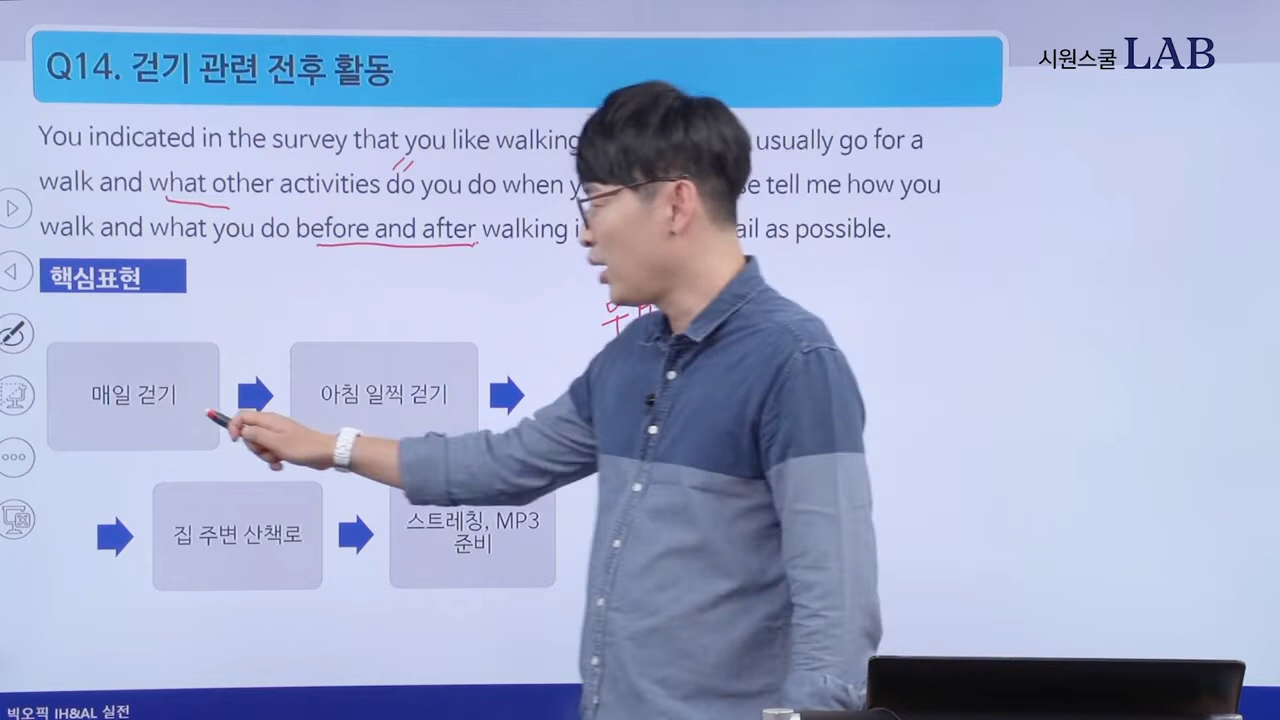 Q14. 걷기 관련 전후 활동
시원스쿨 LAB
You indicated in the survey that you like walking usually go for a
walk and what other activities do you do when tell me how you
walk and what you do before and after walking as possible.
핵심표현
매일 걷기
아침 일찍 걷기
집 주변 산책로
스트레칭, MP3
준비
빅오픽 IH&AL 실전